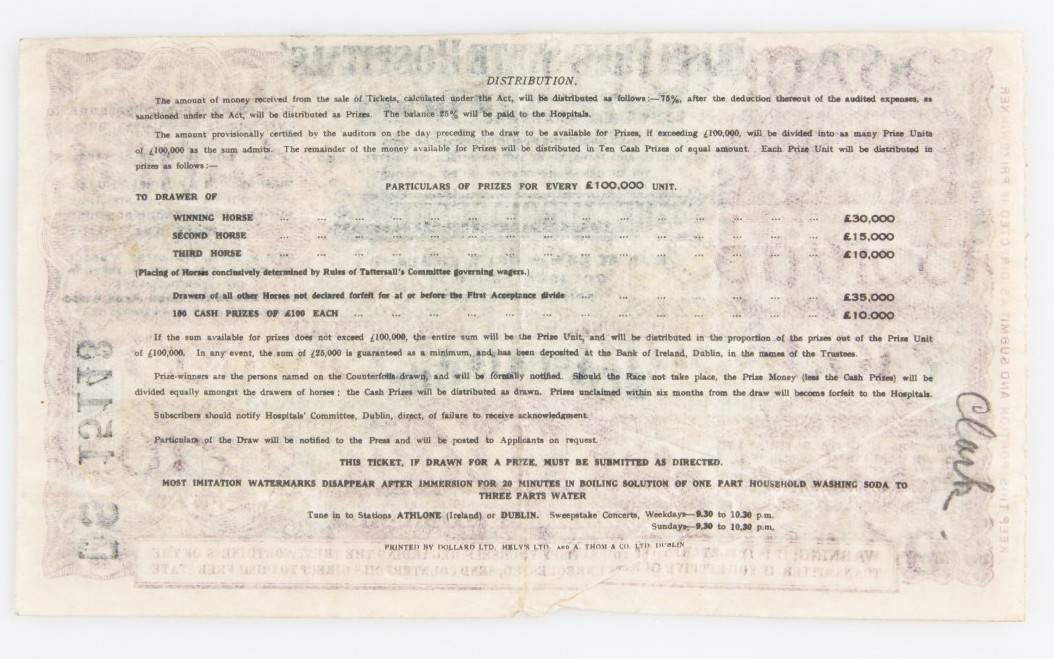 DISTRIBUTION.
The amount of money received from the sale of Tickets, calculated under the Act, will be distributed as follows:—75%, after the deduction thereout of the audited expenses, as
sanctioned under the Act, will be distributed as Prizes. The balance 25% will be paid to the Hospitals.
The amount provisionally certified by the auditors on the day preceding the draw to be available for Prizes, if exceeding £100,000, will be divided into as many Prize Units
of £100,000 as the sum admits. The remainder of the money available for Prizes will be distributed in Ten Cash Prizes of equal amount. Each Prize Unit will be distributed in
prizes as follows:—
PARTICULARS OF PRIZES FOR EVERY £100,000 UNIT.
TO DRAWER OF
WINNING HORSE ... £30,000
SECOND HORSE ... £15,000
THIRD HORSE ... £10,000
(Placing of Horses conclusively determined by Rules of Tattersall's Committee governing wagers.)
Drawers of all other Horses not declared forfeit for at or before the First Acceptance divide ... £35,000
100 CASH PRIZES OF £100 EACH ... £10,000
If the sum available for prizes does not exceed £100,000, the entire sum will be the Prize Unit, and will be distributed in the proportion of the prizes out of the Prize Unit
of £100,000. In any event, the sum of £25,000 is guaranteed as a minimum, and has been deposited at the Bank of Ireland, Dublin, in the names of the Trustees.
Prize-winners are the persons named on the Counterfoils drawn, and will be formally notified. Should the Race not take place, the Prize Money (less the Cash Prizes) will be
divided equally amongst the drawers of horses; the Cash Prizes will be distributed as drawn. Prizes unclaimed within six months from the draw will become forfeit to the Hospitals.
Subscribers should notify Hospitals' Committee, Dublin, direct, of failure to receive acknowledgment.
Particulars of the Draw will be notified to the Press and will be posted to Applicants on request.
THIS TICKET, IF DRAWN FOR A PRIZE, MUST BE SUBMITTED AS DIRECTED.
MOST IMITATION WATERMARKS DISAPPEAR AFTER IMMERSION FOR 20 MINUTES IN BOILING SOLUTION OF ONE PART HOUSEHOLD WASHING SODA TO
THREE PARTS WATER
Tune in to Stations ATHLONE (Ireland) or DUBLIN. Sweepstake Concerts, Weekdays—9.30 to 10.30 p.m.
Sundays—9.30 to 10.30 p.m.
PRINTED BY DOLLARD LTD. HELY'S LTD. AND A. THOM & CO. LTD. DUBLIN
Clark